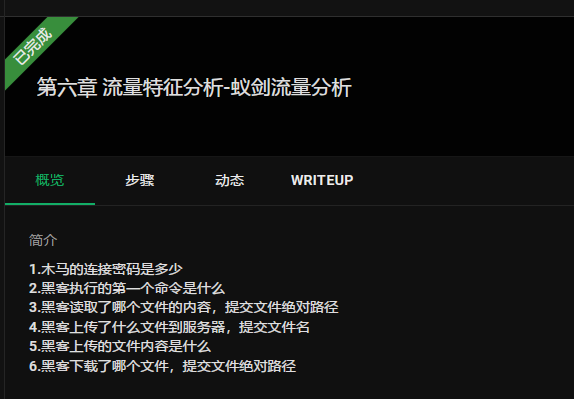 已完成
第六章 流量特征分析-蚁剑流量分析
概览 步骤 动态 WRITEUP
简介
1.木马的连接密码是多少
2.黑客执行的第一个命令是什么
3.黑客读取了哪个文件的内容，提交文件绝对路径
4.黑客上传了什么文件到服务器，提交文件名
5.黑客上传的文件内容是什么
6.黑客下载了哪个文件，提交文件绝对路径